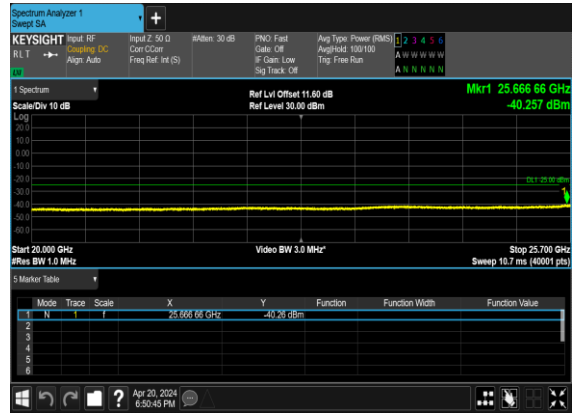 Spectrum Analyzer 1
Swept SA
+
KEYSIGHT Input: RF Input Z: 50 Ω #Atten: 30 dB PNO: Fast Avg Type: Power (RMS) 1 2 3 4 5 6
RLT Coupling: DC Corr CCorr Gate: Off Avg|Hold: 100/100 A W W W W W
Align: Auto Freq Ref: Int (S) IF Gain: Low Trig: Free Run
Sig Track: Off A N N N N N
1 Spectrum Ref Lvl Offset 11.60 dB Mkr1 25.666 66 GHz
Scale/Div 10 dB Ref Level 30.00 dBm -40.257 dBm
Log
20.0
10.0
0.00
-10.0
-20.0 DL1 -25.00 dBm
-30.0 1
-40.0
-50.0
-60.0
Start 20.000 GHz Video BW 3.0 MHz* Stop 25.700 GHz
#Res BW 1.0 MHz Sweep 10.7 ms (40001 pts)
5 Marker Table
Mode Trace Scale X Y Function Function Width Function Value
1 N 1 f 25.666 66 GHz -40.26 dBm
2
3
4
5
6
? Apr 20, 2024
6:50:45 PM